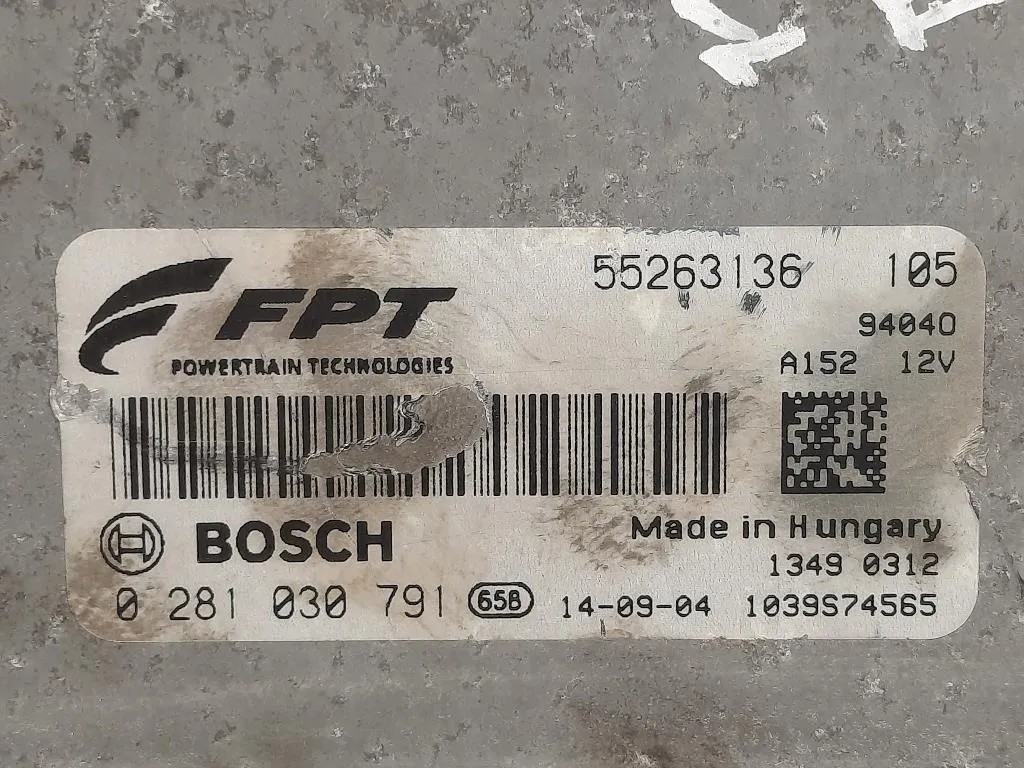 FPT 55263136 105
94040
POWERTRAIN TECHNOLOGIES A152 12V
BOSCH Made in Hungary
1349 0312
0 281 030 791 658 14-09-04 1039S74565